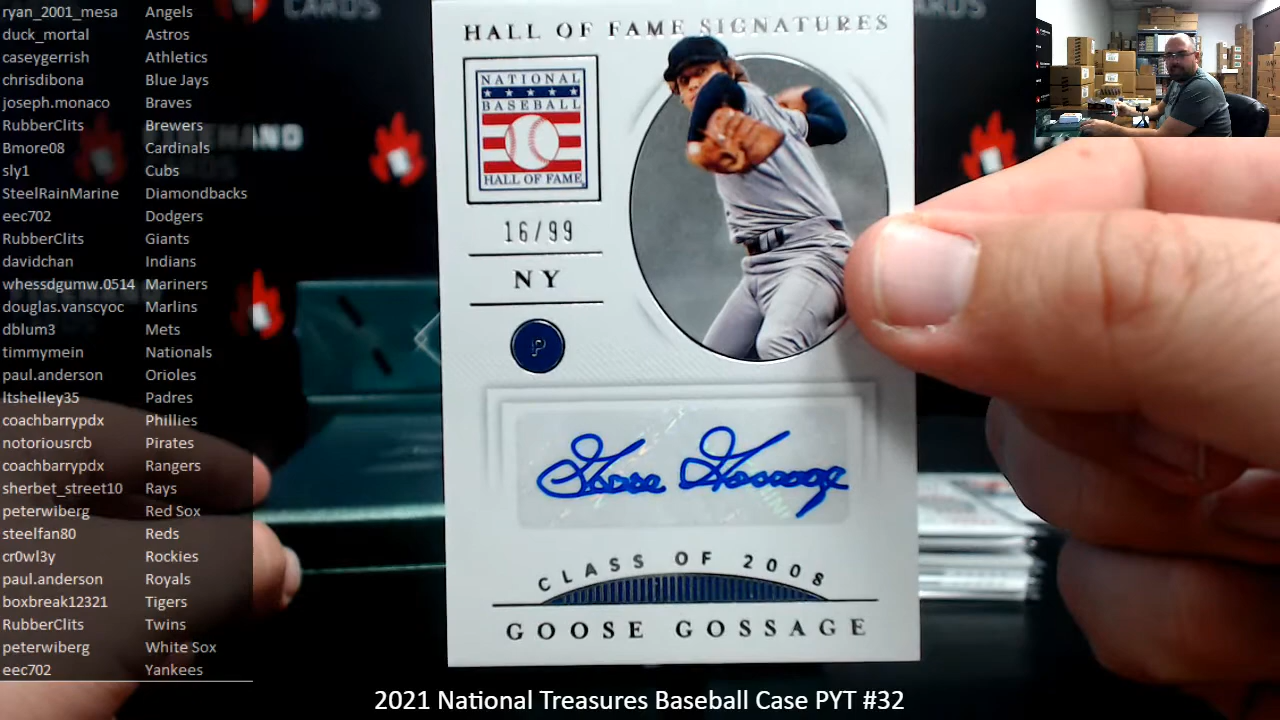 ryan_2001_mesa Angels
duck_mortal Astros
caseygerrish Athletics
chrisdibona Blue Jays
joseph.monaco Braves
RubberClits Brewers
Bmore08 Cardinals
sly1 Cubs
SteelRainMarine Diamondbacks
eec702 Dodgers
RubberClits Giants
davidchan Indians
whessdgumw.0514 Mariners
douglas.vanscyoc Marlins
dblum3 Mets
timmymein Nationals
paul.anderson Orioles
ltshelley35 Padres
coachbarrypdx Phillies
notoriousrcb Pirates
coachbarrypdx Rangers
sherbet_street10 Rays
peterwiberg Red Sox
steelfan80 Reds
cr0wl3y Rockies
paul.anderson Royals
boxbreak12321 Tigers
RubberClits Twins
peterwiberg White Sox
eec702 Yankees
CARDS
HALL OF FAME SIGNATURES
NATIONAL
BASEBALL
HALL OF FAME
16/99
NY
P
Goose Gossage
CLASS OF 2008
GOOSE GOSSAGE
2021 National Treasures Baseball Case PYT #32